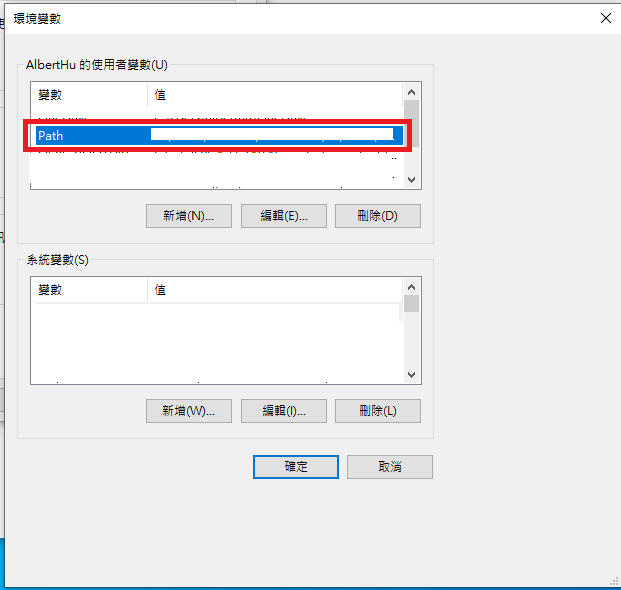 環境變數
AlbertHu 的使用者變數(U)
變數 值
Path
新增(N)... 編輯(E)... 刪除(D)
系統變數(S)
變數 值
新增(W)... 編輯(I)... 刪除(L)
確定 取消